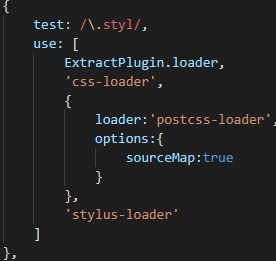 {
test: /\.styl/,
use: [
ExtractPlugin.loader,
'css-loader',
{
loader:'postcss-loader',
options:{
sourceMap:true
}
},
'stylus-loader'
]
},